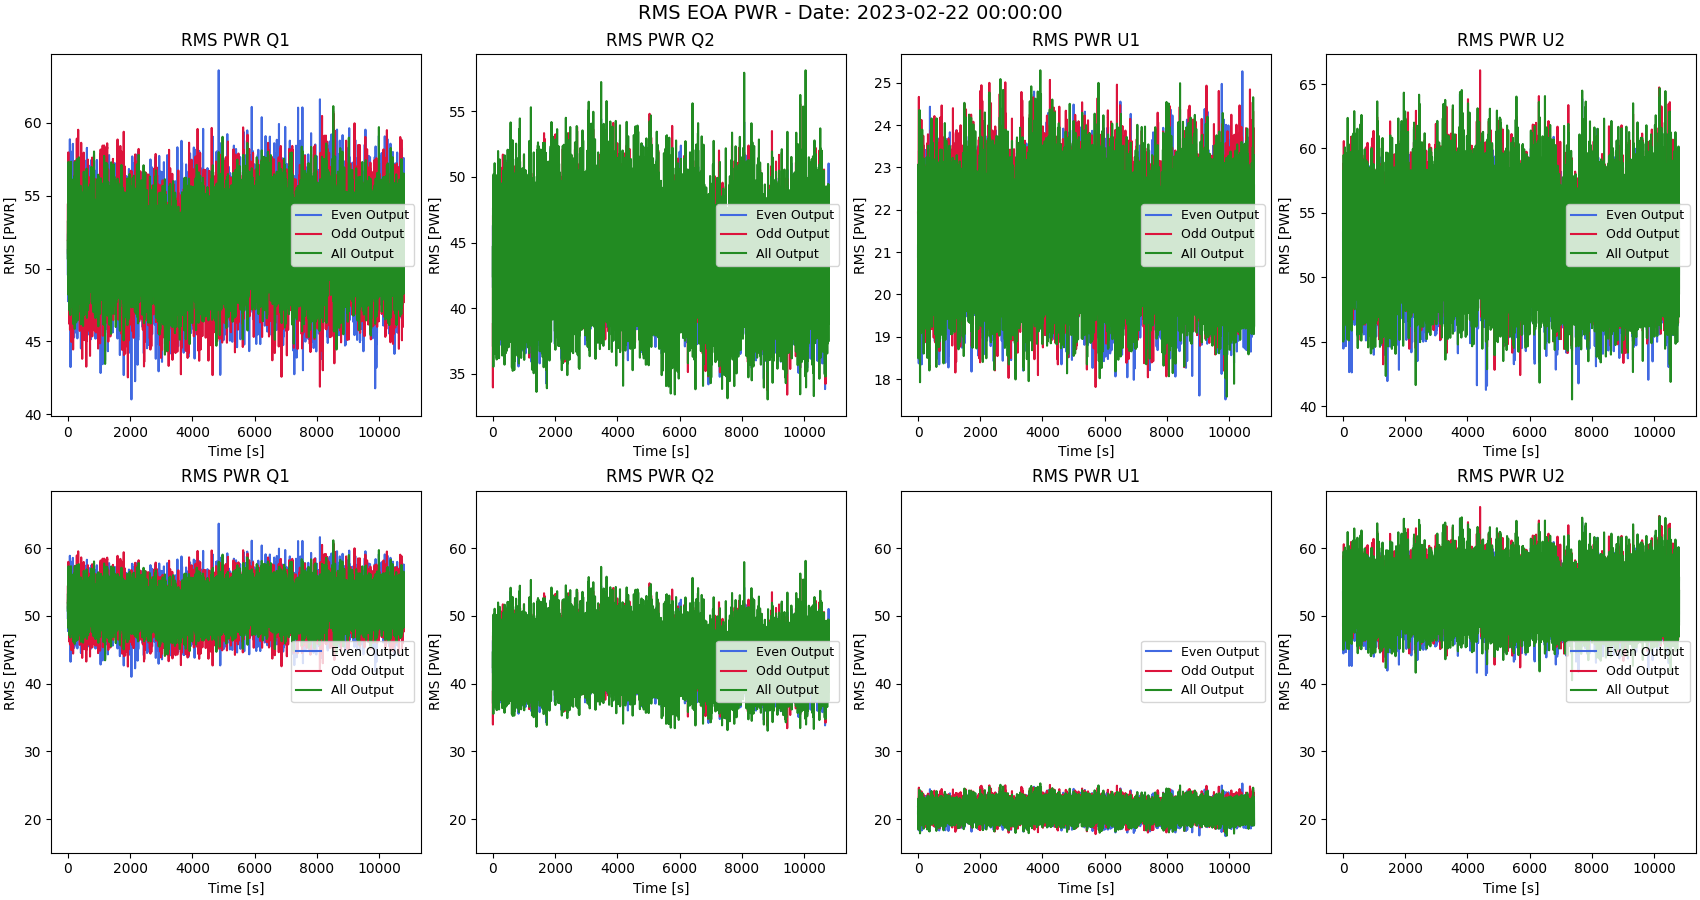 RMS EOA PWR - Date: 2023-02-22 00:00:00
RMS PWR Q1
RMS [PWR]
60
55
50
45
40
0 2000 4000 6000 8000 10000
Time [s]
Even Output
Odd Output
All Output
RMS PWR Q2
RMS [PWR]
55
50
45
40
35
0 2000 4000 6000 8000 10000
Time [s]
Even Output
Odd Output
All Output
RMS PWR U1
RMS [PWR]
25
24
23
22
21
20
19
18
0 2000 4000 6000 8000 10000
Time [s]
Even Output
Odd Output
All Output
RMS PWR U2
RMS [PWR]
65
60
55
50
45
40
0 2000 4000 6000 8000 10000
Time [s]
Even Output
Odd Output
All Output
RMS PWR Q1
RMS [PWR]
60
50
40
30
20
0 2000 4000 6000 8000 10000
Time [s]
Even Output
Odd Output
All Output
RMS PWR Q2
RMS [PWR]
60
50
40
30
20
0 2000 4000 6000 8000 10000
Time [s]
Even Output
Odd Output
All Output
RMS PWR U1
RMS [PWR]
60
50
40
30
20
0 2000 4000 6000 8000 10000
Time [s]
Even Output
Odd Output
All Output
RMS PWR U2
RMS [PWR]
60
50
40
30
20
0 2000 4000 6000 8000 10000
Time [s]
Even Output
Odd Output
All Output